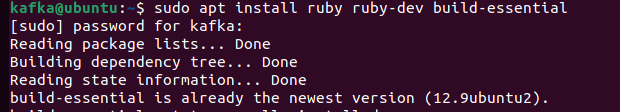 kafka@ubuntu:~$ sudo apt install ruby ruby-dev build-essential
[sudo] password for kafka:
Reading package lists... Done
Building dependency tree... Done
Reading state information... Done
build-essential is already the newest version (12.9ubuntu2).